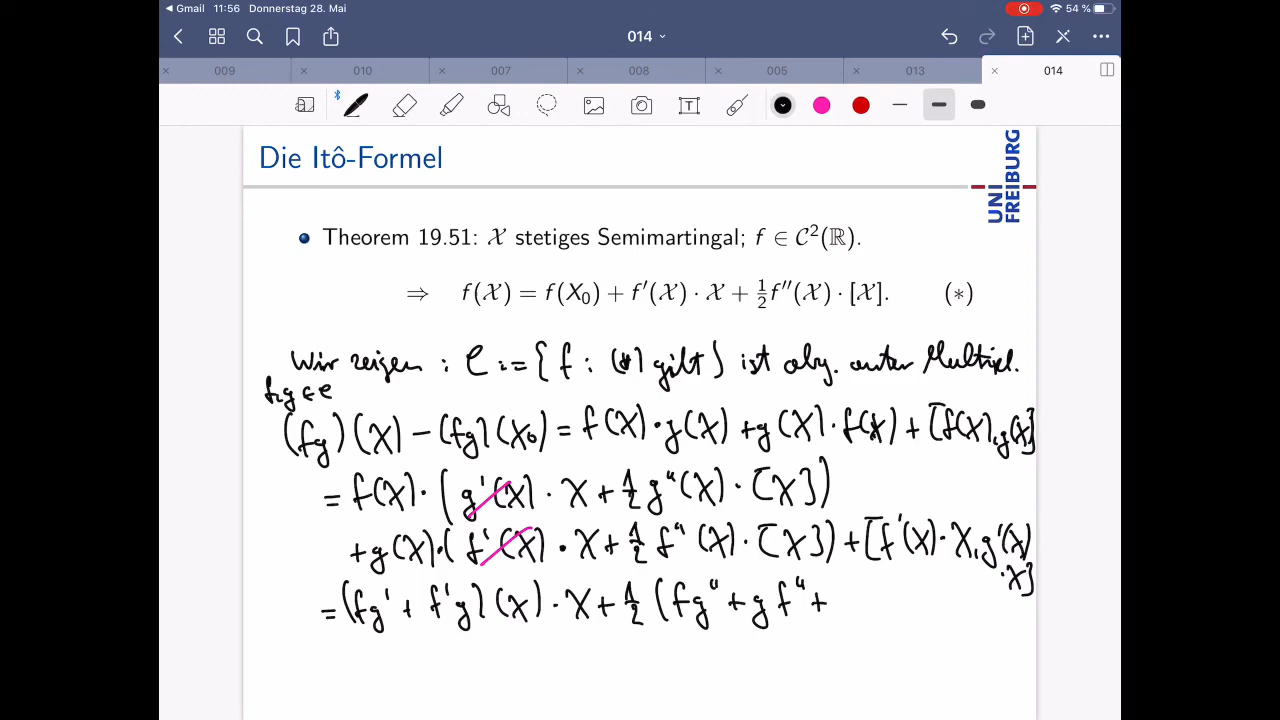 Gmail 11:56 Donnerstag 28. Mai 54 %
014
009 010 007 008 005 013 014
Die Itô-Formel
UNI
FREIBURG
Theorem 19.51: 𝒳 stetiges Semimartingal; f ∈ 𝒞²(ℝ).
⇒ f(𝒳) = f(X₀) + f′(𝒳) · 𝒳 + ½ f″(𝒳) · [𝒳]. (∗)
Wir zeigen : C := { f : (*) gilt } ist abg. unter Multipl.
f,g ∈ C
(fg)(X) − (fg)(X₀) = f(X) · g(X) + g(X) · f(X) + [f(X), g(X)]
= f(X) · ( g'(X) · X + ½ g"(X) · [X] )
+ g(X) · ( f'(X) · X + ½ f"(X) · [X] ) + [f'(X) · X, g'(X)
· X]
= (fg' + f'g)(X) · X + ½ (fg" + gf" +